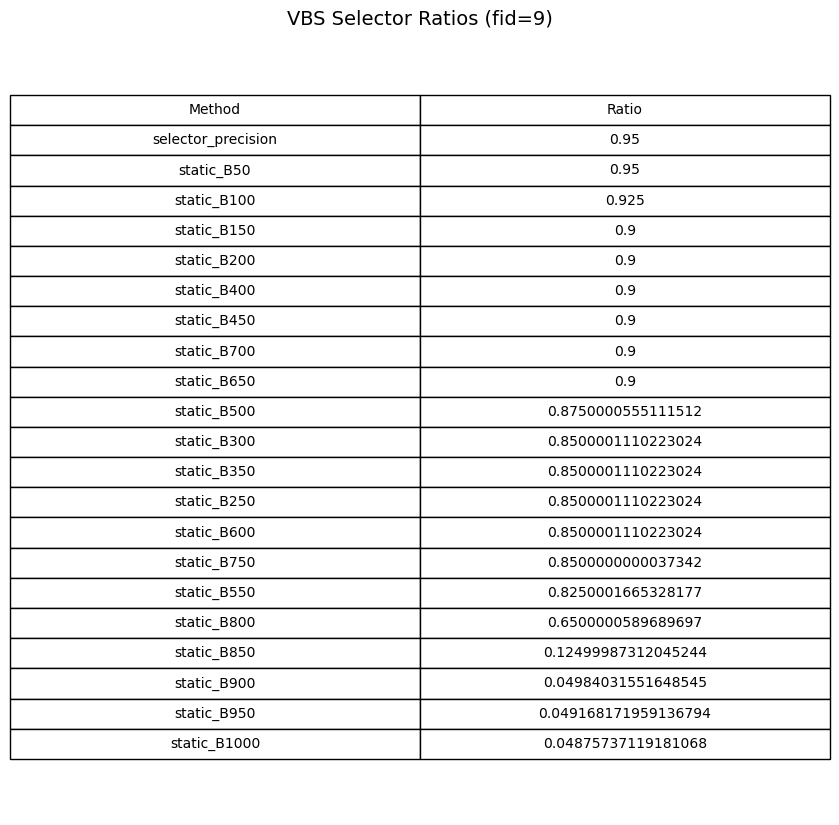 VBS Selector Ratios (fid=9)
Method Ratio
selector_precision 0.95
static_B50 0.95
static_B100 0.925
static_B150 0.9
static_B200 0.9
static_B400 0.9
static_B450 0.9
static_B700 0.9
static_B650 0.9
static_B500 0.8750000555111512
static_B300 0.8500001110223024
static_B350 0.8500001110223024
static_B250 0.8500001110223024
static_B600 0.8500001110223024
static_B750 0.8500000000037342
static_B550 0.8250001665328177
static_B800 0.6500000589689697
static_B850 0.12499987312045244
static_B900 0.04984031551648545
static_B950 0.049168171959136794
static_B1000 0.04875737119181068